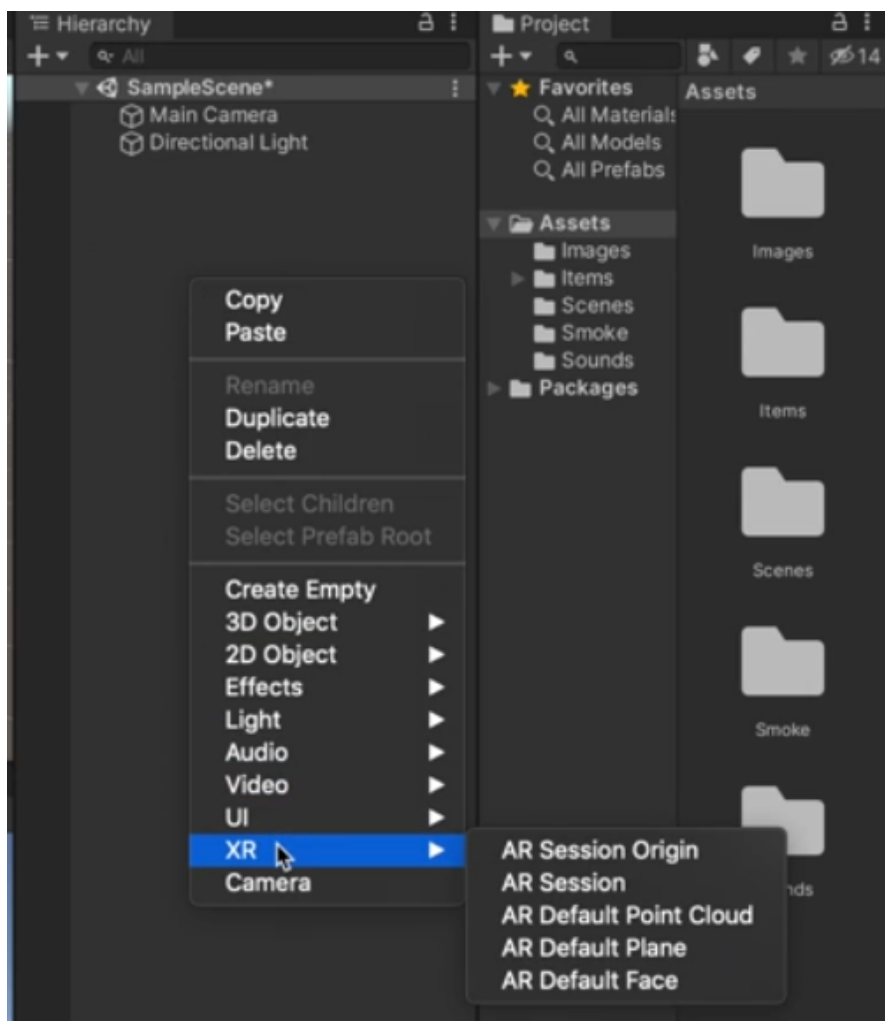 Hierarchy
All
SampleScene*
Main Camera
Directional Light
Copy
Paste
Rename
Duplicate
Delete
Select Children
Select Prefab Root
Create Empty
3D Object
2D Object
Effects
Light
Audio
Video
UI
XR
Camera
AR Session Origin
AR Session
AR Default Point Cloud
AR Default Plane
AR Default Face
Project
14
Favorites
All Materials
All Models
All Prefabs
Assets
Images
Items
Scenes
Smoke
Sounds
Packages
Assets
Images
Items
Scenes
Smoke
nds